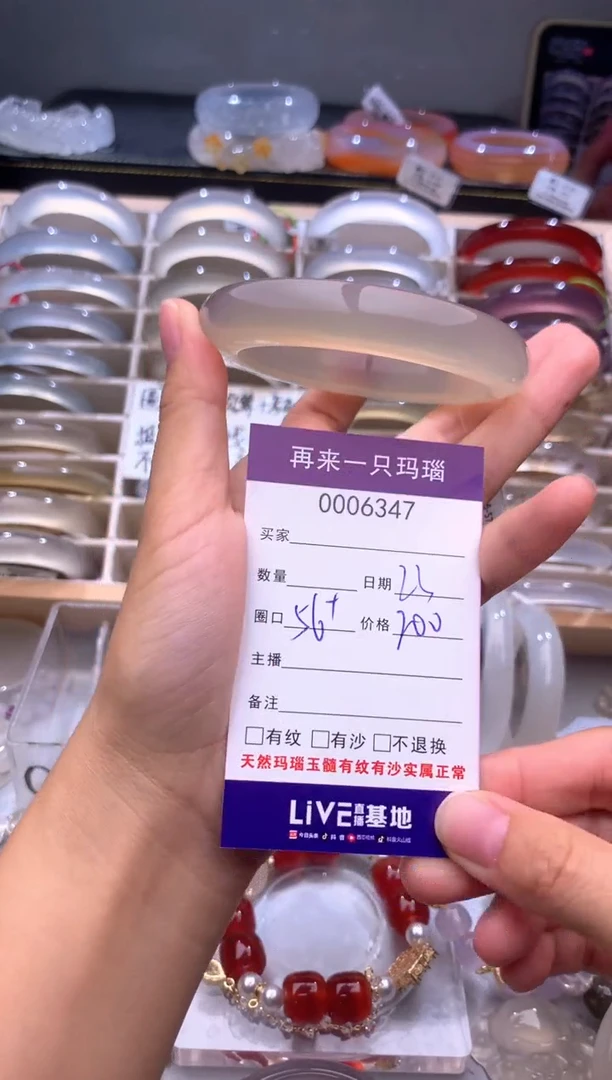 再来一只玛瑙
0006347
买家
数量 日期 23
圈口 56+ 价格 200
主播
备注
□有纹 □有沙 □不退换
天然玛瑙玉髓有纹有沙实属正常
LiVE直播基地